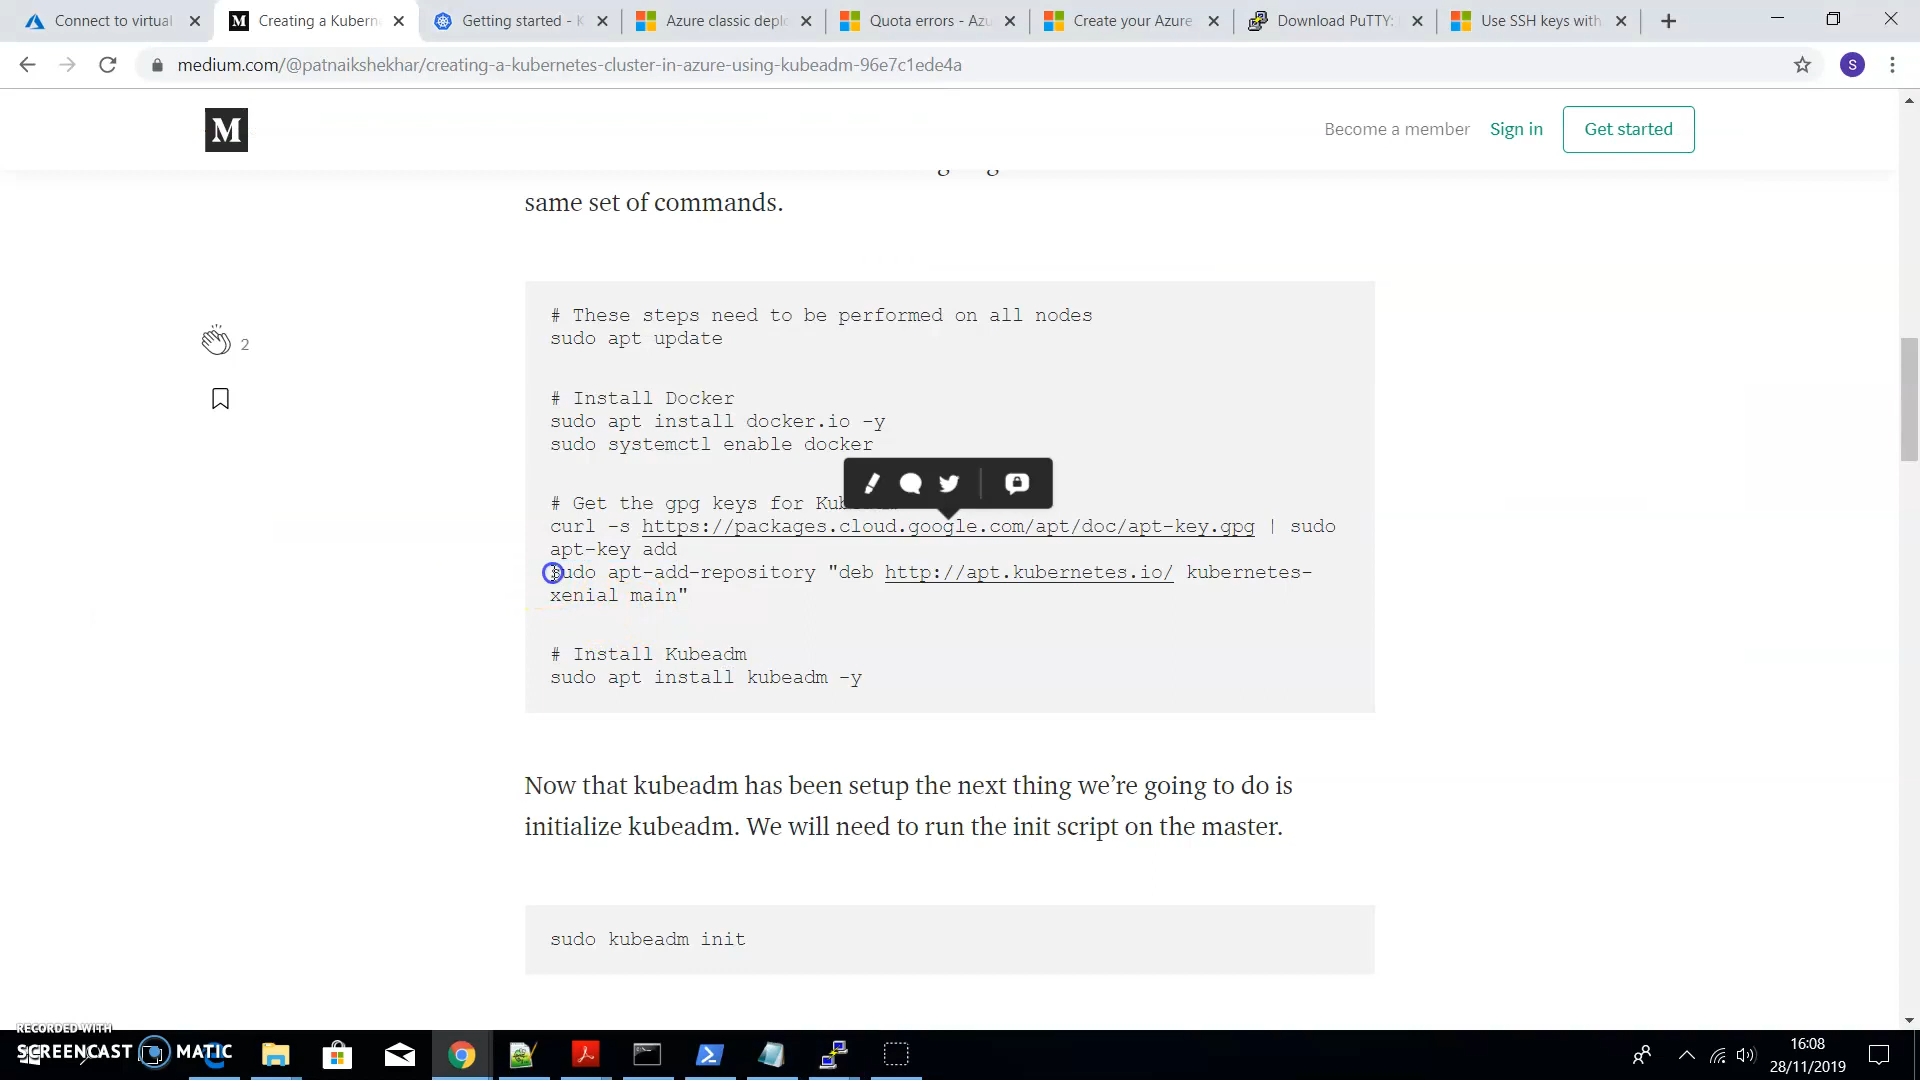 Connect to virtual
Creating a Kubern
Getting started - K
Azure classic depl
Quota errors - Azu
Create your Azure
Download PuTTY:
Use SSH keys with
medium.com/@patnaikshekhar/creating-a-kubernetes-cluster-in-azure-using-kubeadm-96e7c1ede4a
S
M
Become a member
Sign in
Get started
same set of commands.
2
# These steps need to be performed on all nodes
sudo apt update
# Install Docker
sudo apt install docker.io -y
sudo systemctl enable docker
# Get the gpg keys for
curl -s https://packages.cloud.google.com/apt/doc/apt-key.gpg | sudo
apt-key add
sudo apt-add-repository "deb http://apt.kubernetes.io/ kubernetes-
xenial main"
# Install Kubeadm
sudo apt install kubeadm -y
Now that kubeadm has been setup the next thing we’re going to do is
initialize kubeadm. We will need to run the init script on the master.
sudo kubeadm init
RECORDED WITH
SCREENCAST MATIC
16:08
28/11/2019